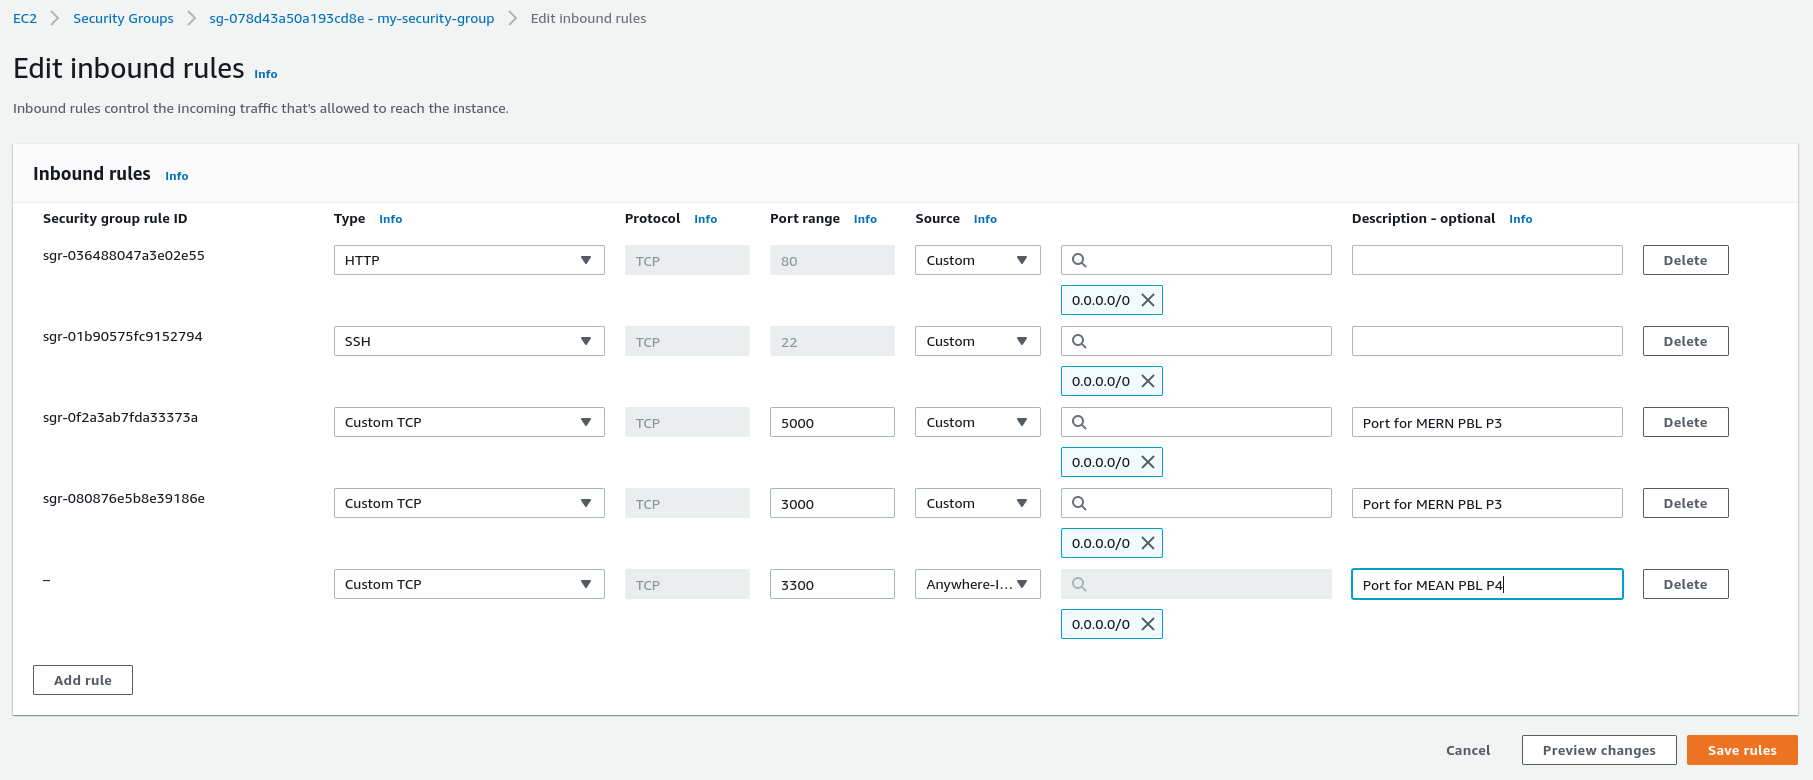 EC2 Security Groups sg-078d43a50a193cd8e - my-security-group Edit inbound rules
Edit inbound rules Info
Inbound rules control the incoming traffic that's allowed to reach the instance.
Inbound rules Info
Security group rule ID Type Info Protocol Info Port range Info Source Info Description - optional Info
sgr-036488047a3e02e55 HTTP TCP 80 Custom Delete
0.0.0.0/0
sgr-01b90575fc9152794 SSH TCP 22 Custom Delete
0.0.0.0/0
sgr-0f2a3ab7fda33373a Custom TCP TCP 5000 Custom Port for MERN PBL P3 Delete
0.0.0.0/0
sgr-080876e5b8e39186e Custom TCP TCP 3000 Custom Port for MERN PBL P3 Delete
0.0.0.0/0
– Custom TCP TCP 3300 Anywhere-I... Port for MEAN PBL P4 Delete
0.0.0.0/0
Add rule
Cancel Preview changes Save rules